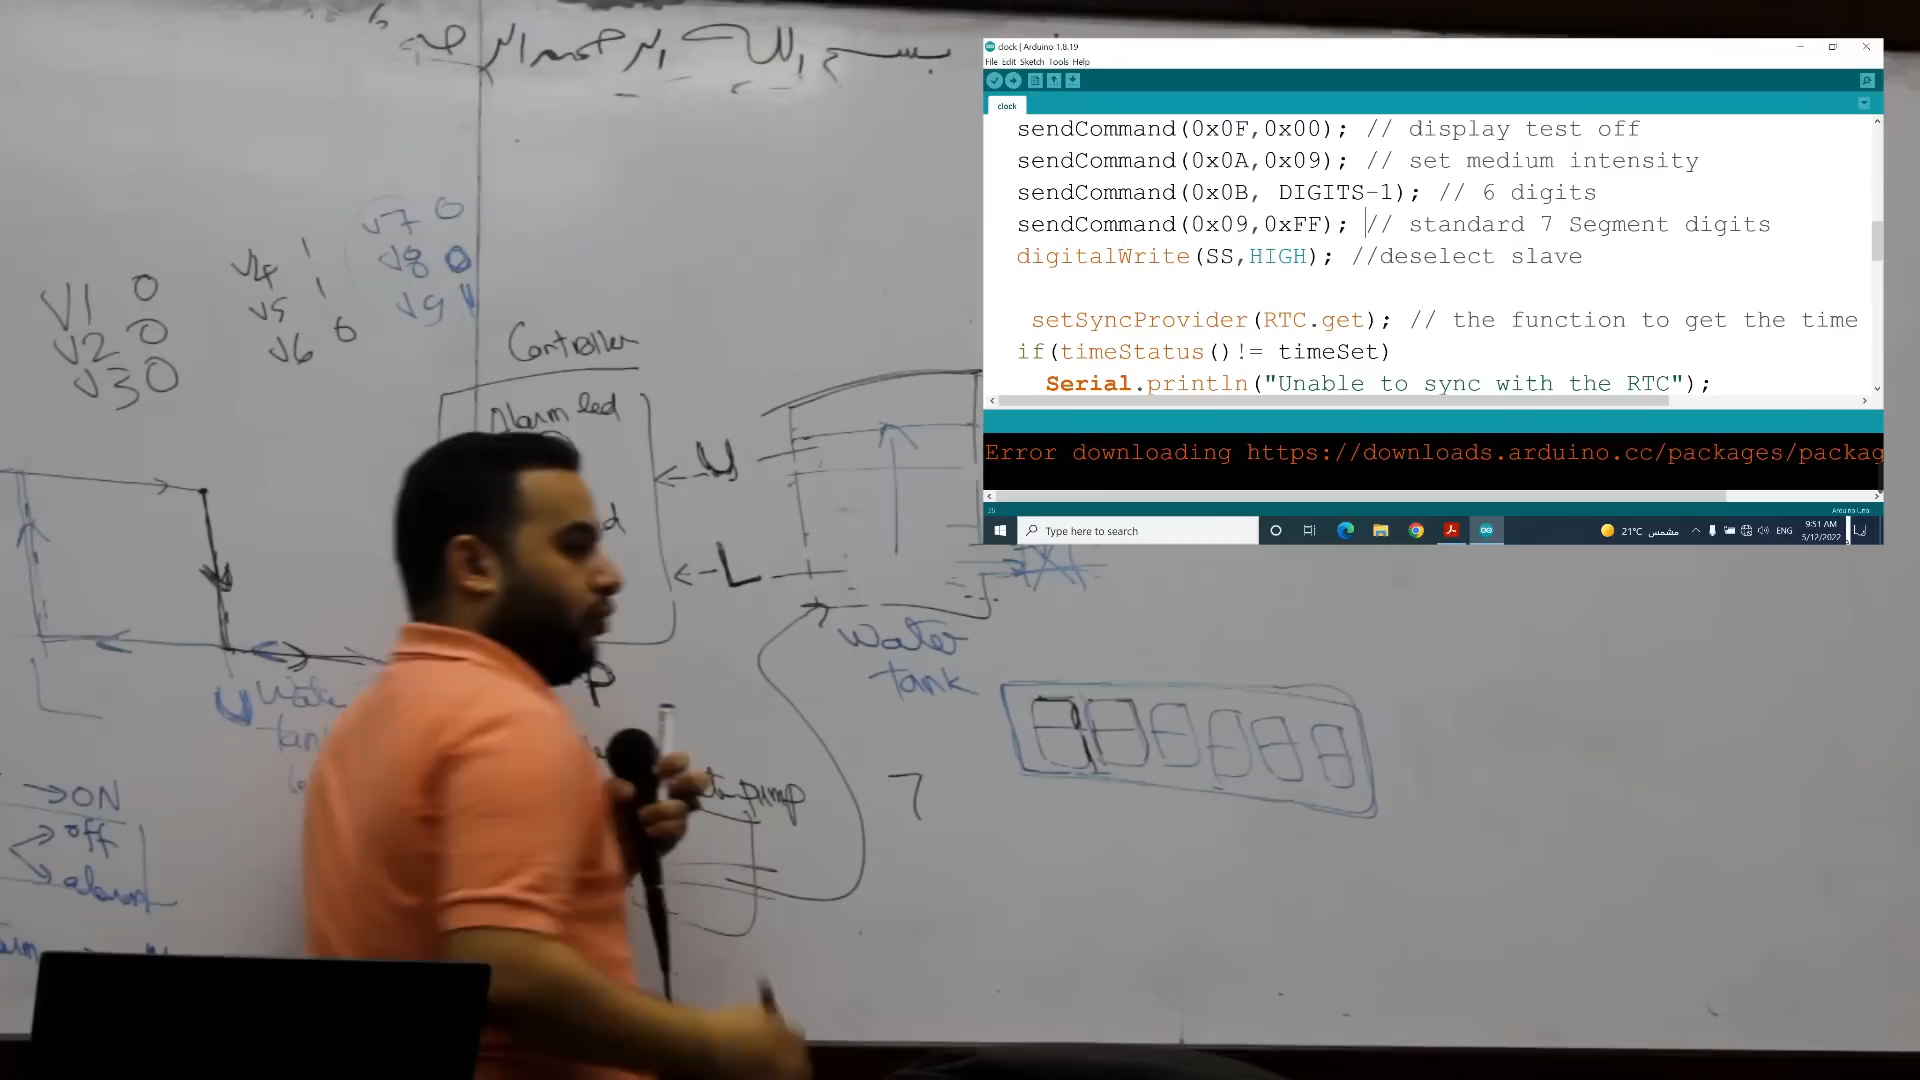 بسم الله الرحمن الرحيم
V1 0
V2 0
V3 0
V4 1
V5 1
V6 0
V7 0
V8 0
V9 1
Controller
Alarm led
U
L
P
Water
tank
U
→ON
off
alarm
pump
7
clock | Arduino 1.8.19
File Edit Sketch Tools Help
clock
sendCommand(0x0F,0x00); // display test off
sendCommand(0x0A,0x09); // set medium intensity
sendCommand(0x0B, DIGITS-1); // 6 digits
sendCommand(0x09,0xFF); // standard 7 Segment digits
digitalWrite(SS,HIGH); //deselect slave
setSyncProvider(RTC.get); // the function to get the time
if(timeStatus()!= timeSet)
Serial.println("Unable to sync with the RTC");
Error downloading https://downloads.arduino.cc/packages/packag
Type here to search
21°C مشمس
ENG
9:51 AM
5/12/2022